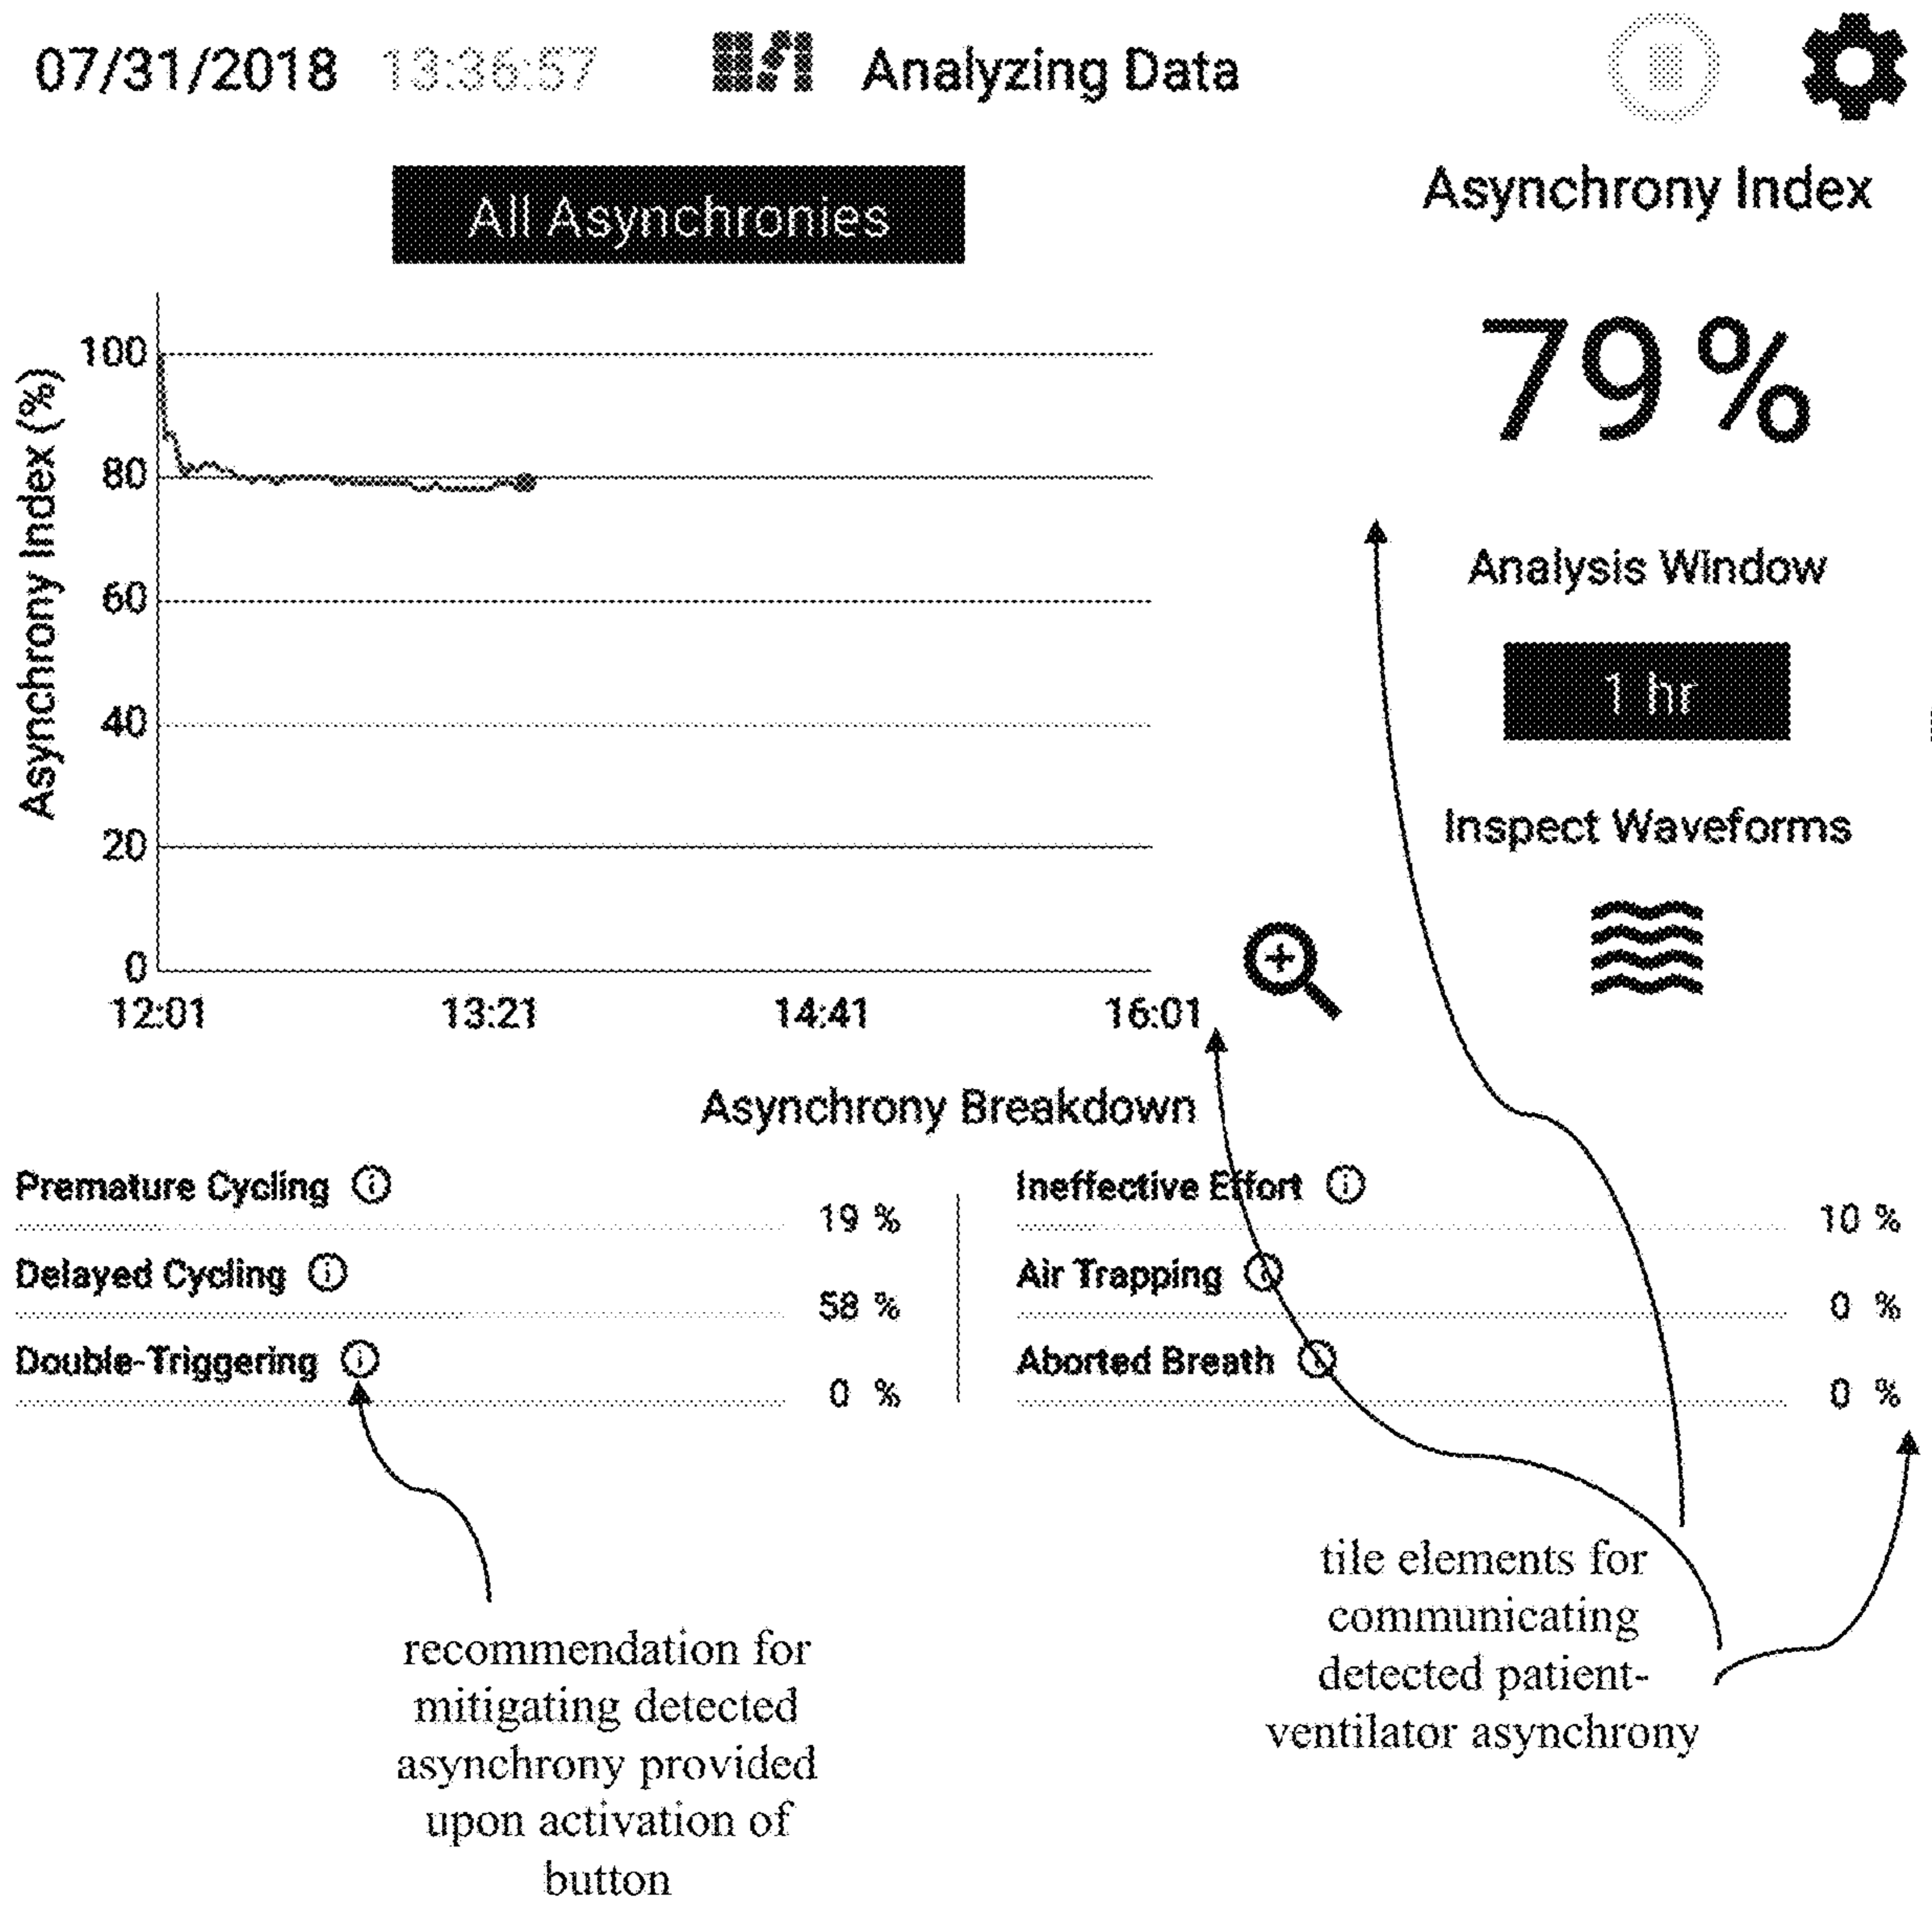 07/31/2018 13:36:57 Analyzing Data
All Asynchronies
Asynchrony Index
79 %
Analysis Window
1 hr
Inspect Waveforms
Asynchrony Index (%)
100
80
60
40
20
0
12:01 13:21 14:41 16:01
Asynchrony Breakdown
Premature Cycling
19 %
Delayed Cycling
58 %
Double-Triggering
0 %
Ineffective Effort
10 %
Air Trapping
0 %
Aborted Breath
0 %
recommendation for
mitigating detected
asynchrony provided
upon activation of
button
tile elements for
communicating
detected patient-
ventilator asynchrony